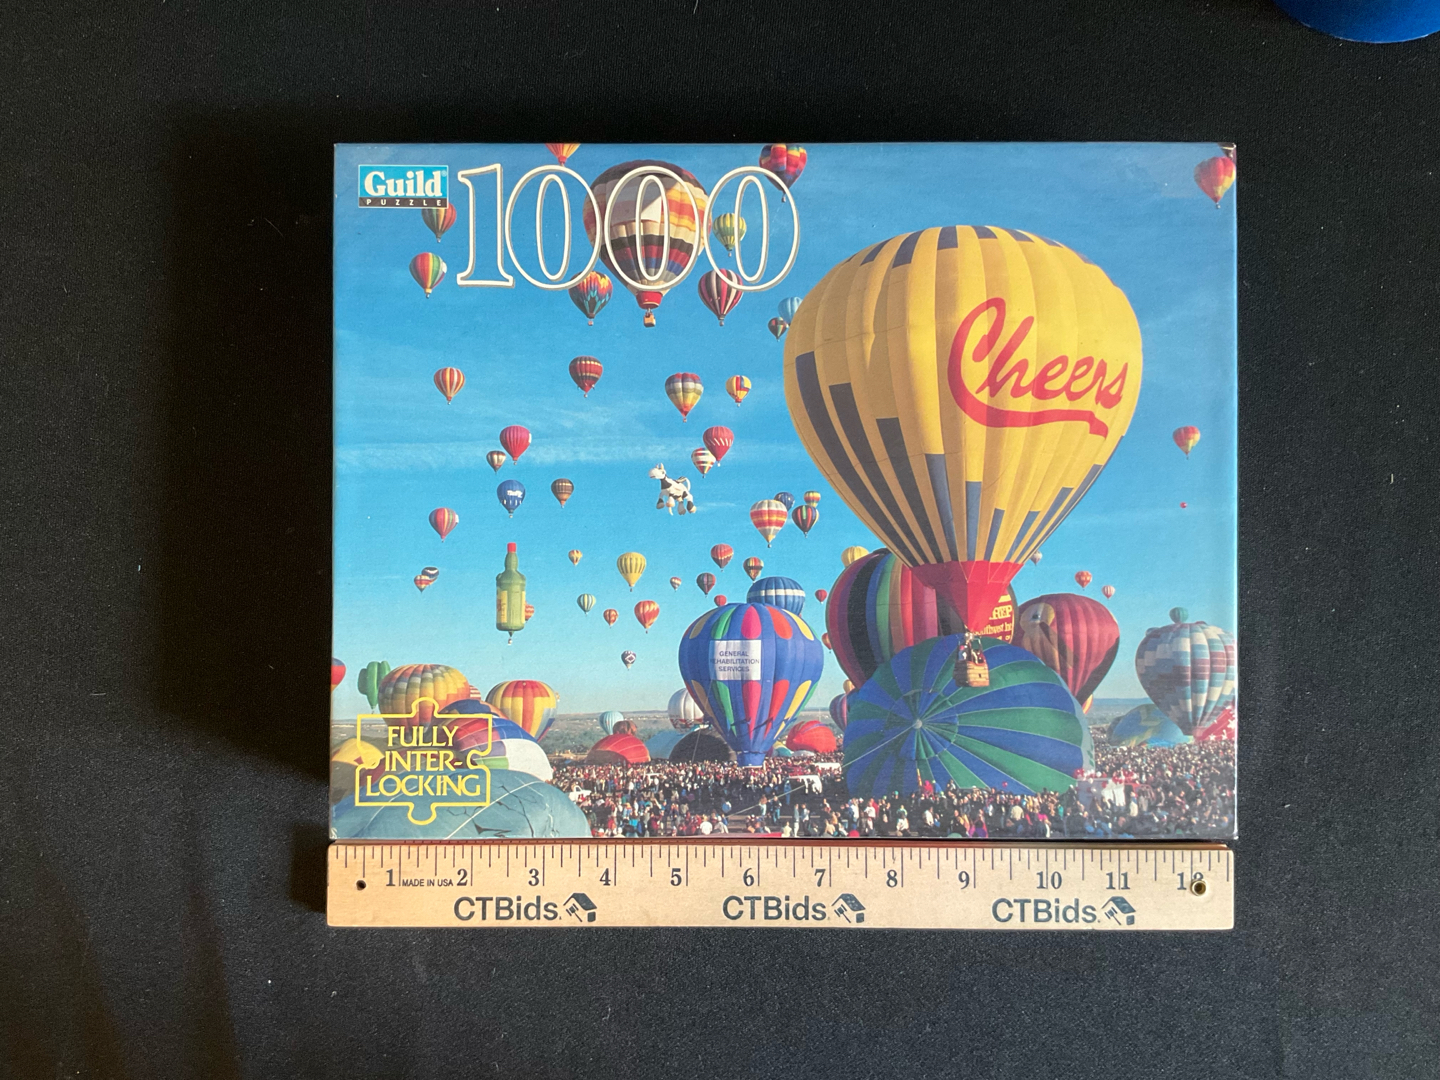 Guild®
PUZZLE
1000
Cheers
GENERAL
REHABILITATION
SERVICES
FULLY
INTER-
LOCKING
1 MADE IN USA 2 3 4 5 6 7 8 9 10 11 12
CTBids. CTBids. CTBids.